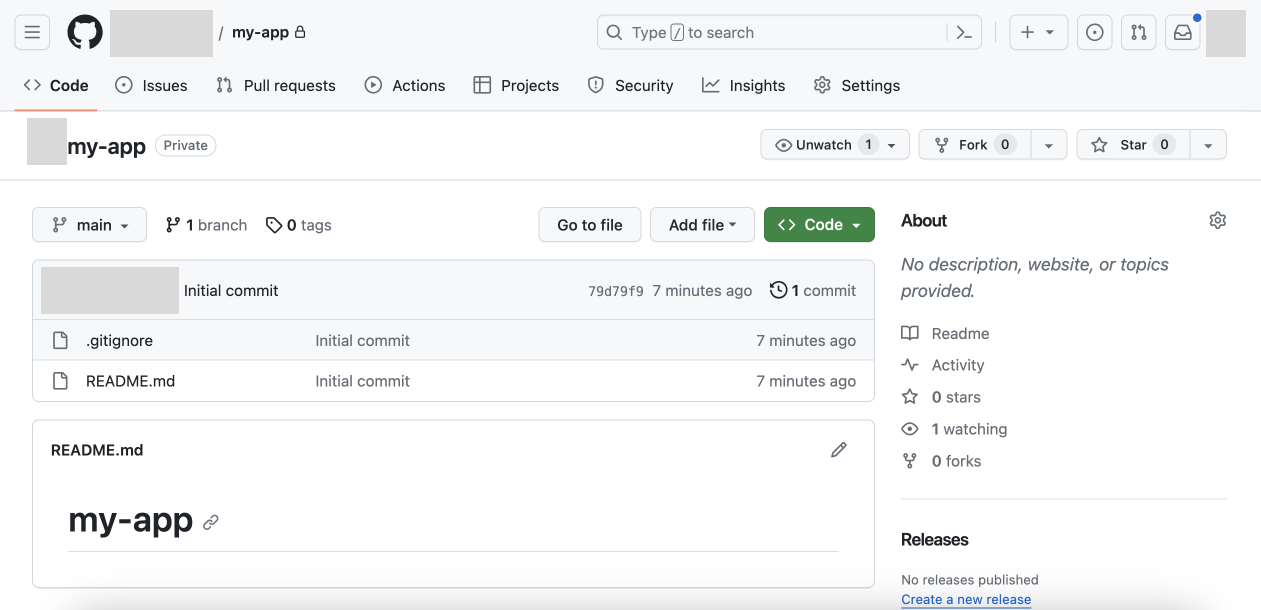 / my-app
Type / to search
Code Issues Pull requests Actions Projects Security Insights Settings
my-app Private
Unwatch 1 Fork 0 Star 0
main 1 branch 0 tags Go to file Add file Code
Initial commit 79d79f9 7 minutes ago 1 commit
.gitignore Initial commit 7 minutes ago
README.md Initial commit 7 minutes ago
README.md
my-app
About
No description, website, or topics
provided.
Readme
Activity
0 stars
1 watching
0 forks
Releases
No releases published
Create a new release